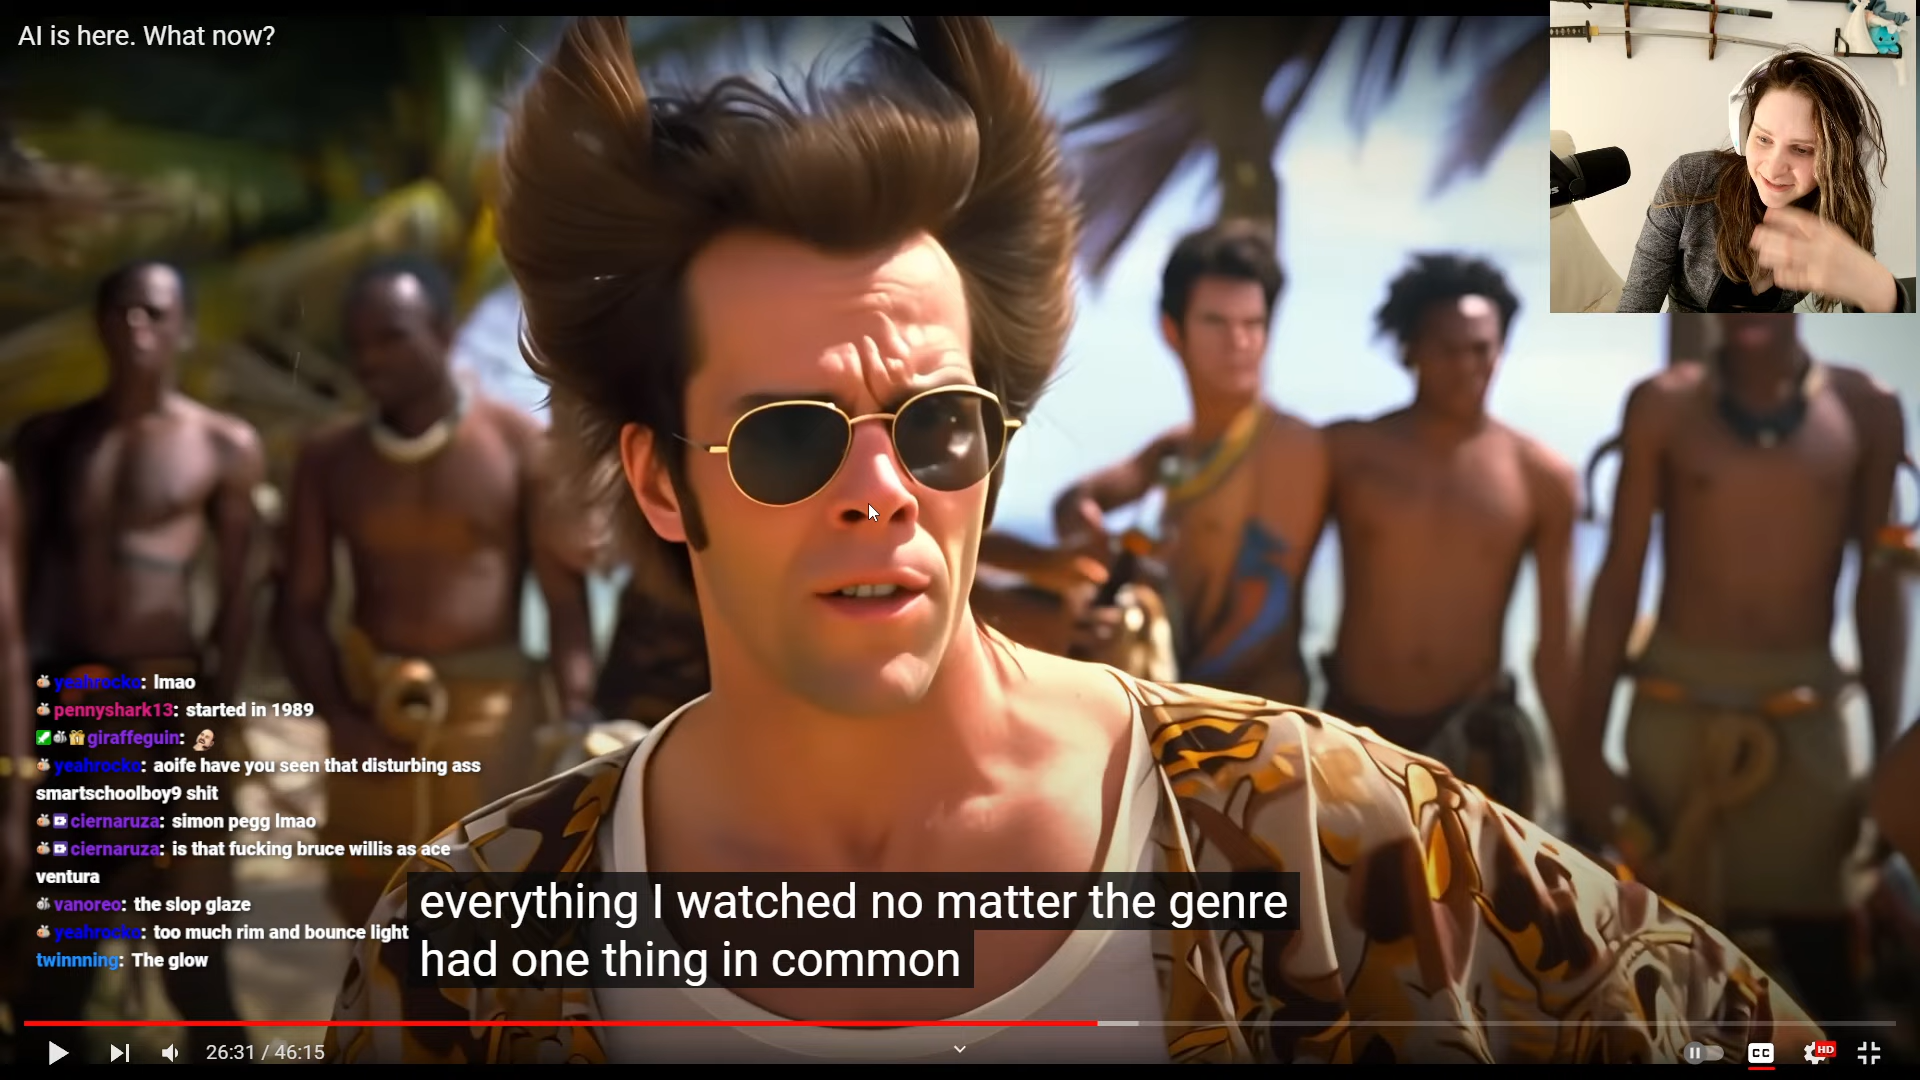 AI is here. What now?
yeahrocko: lmao
pennyshark13: started in 1989
giraffeguin:
yeahrocko: aoife have you seen that disturbing ass
smartschoolboy9 shit
ciernaruza: simon pegg lmao
ciernaruza: is that fucking bruce willis as ace
ventura
vanoreo: the slop glaze
yeahrocko: too much rim and bounce light
twinnning: The glow
everything I watched no matter the genre
had one thing in common
26:31 / 46:15
CC
HD